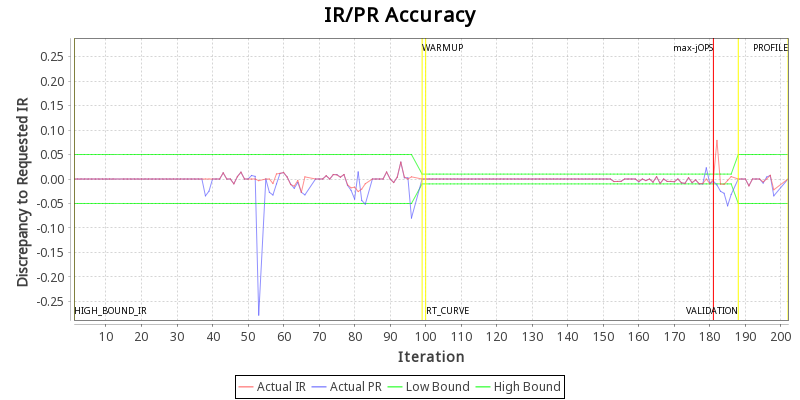 IR/PR Accuracy
Discrepancy to Requested IR
0.25
0.20
0.15
0.10
0.05
0.00
-0.05
-0.10
-0.15
-0.20
-0.25
WARMUP
max-jOPS
PROFILE
HIGH_BOUND_IR
RT_CURVE
VALIDATION
10 20 30 40 50 60 70 80 90 100 110 120 130 140 150 160 170 180 190 200
Iteration
Actual IR Actual PR Low Bound High Bound